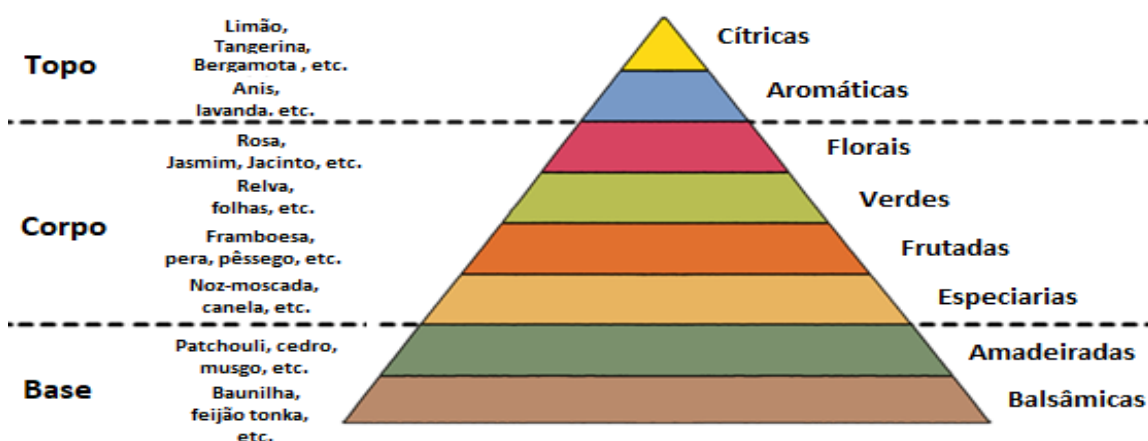 Topo
Limão,
Tangerina,
Bergamota , etc.
Cítricas
Anis,
lavanda. etc.
Aromáticas
Corpo
Rosa,
Jasmim, Jacinto, etc.
Florais
Relva,
folhas, etc.
Verdes
Framboesa,
pera, pêssego, etc.
Frutadas
Noz-moscada,
canela, etc.
Especiarias
Base
Patchouli, cedro,
musgo, etc.
Amadeiradas
Baunilha,
feijão tonka,
etc.
Balsâmicas